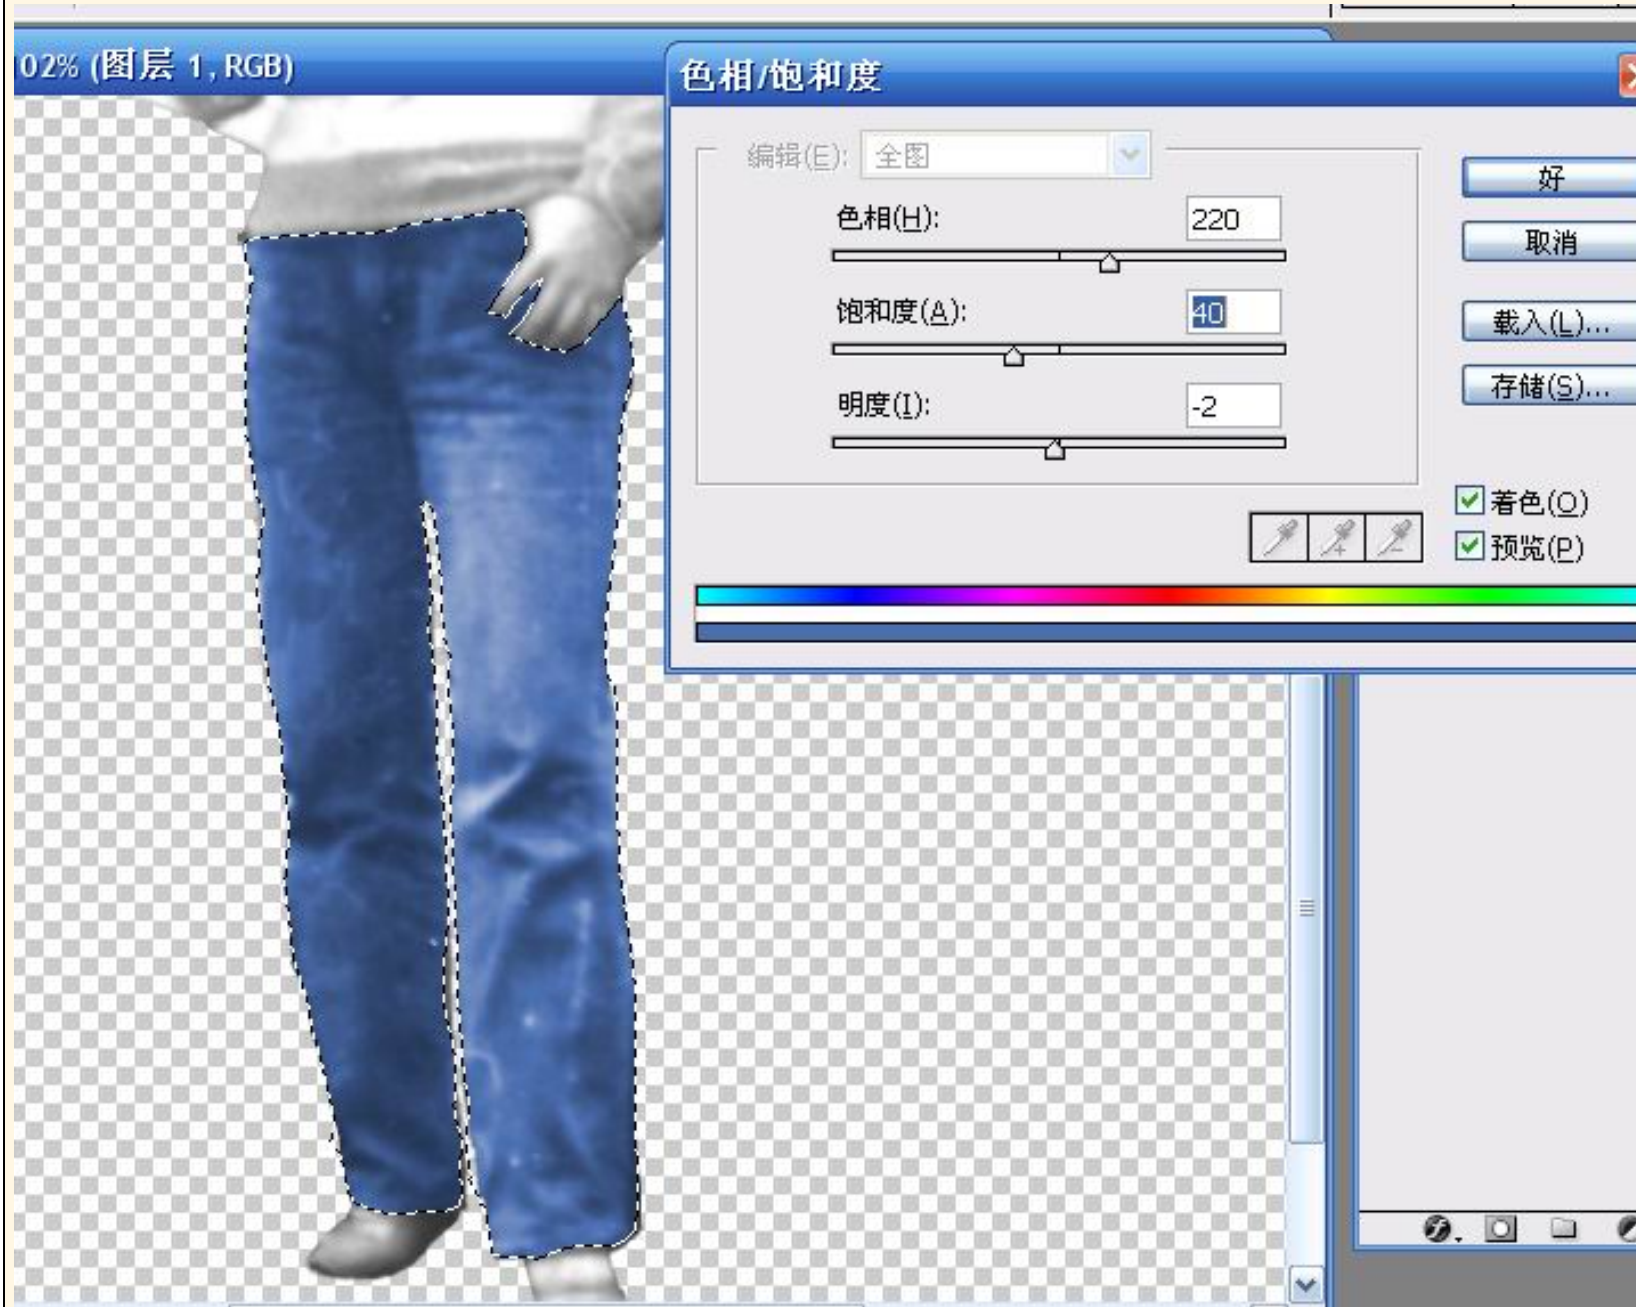 02% (图层 1, RGB)
色相/饱和度
编辑(E): 全图
好
色相(H): 220
取消
饱和度(A): 40
载入(L)...
明度(I): -2
存储(S)...
着色(O)
预览(P)